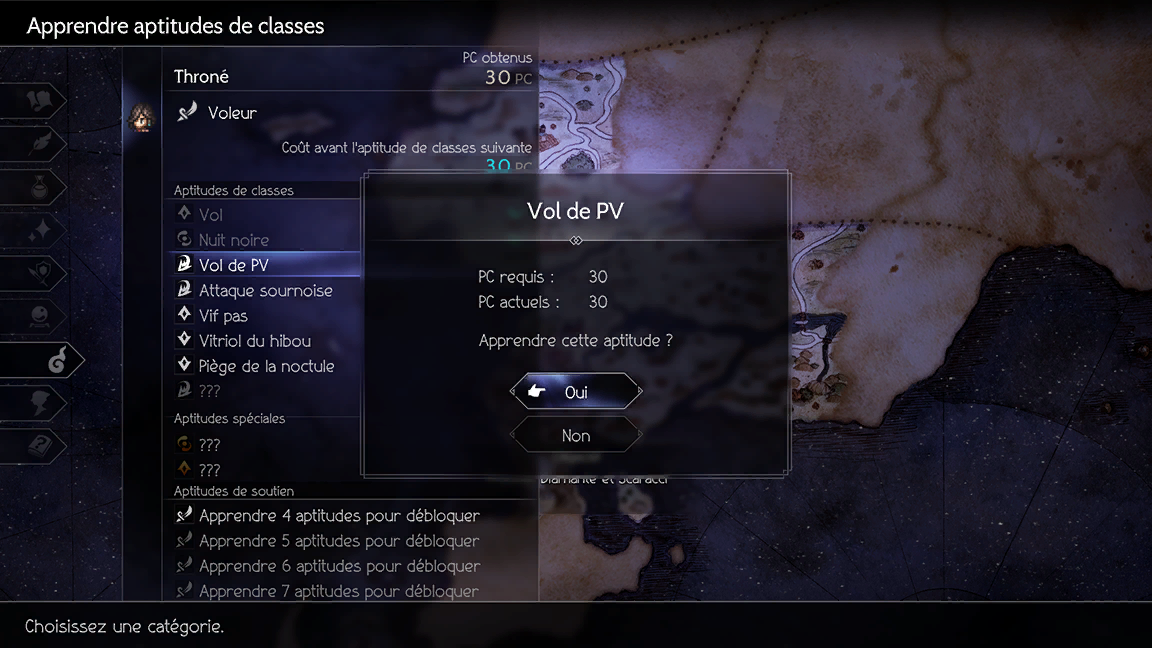 Apprendre aptitudes de classes
PC obtenus
Throné
30 PC
Voleur
Coût avant l'aptitude de classes suivante
30 PC
Aptitudes de classes
Vol
Nuit noire
Vol de PV
Attaque sournoise
Vif pas
Vitriol du hibou
Piège de la noctule
???
Aptitudes spéciales
???
???
Aptitudes de soutien
Apprendre 4 aptitudes pour débloquer
Apprendre 5 aptitudes pour débloquer
Apprendre 6 aptitudes pour débloquer
Apprendre 7 aptitudes pour débloquer
Vol de PV
PC requis : 30
PC actuels : 30
Apprendre cette aptitude ?
Oui
Non
Diamante et Scaracci
Choisissez une catégorie.